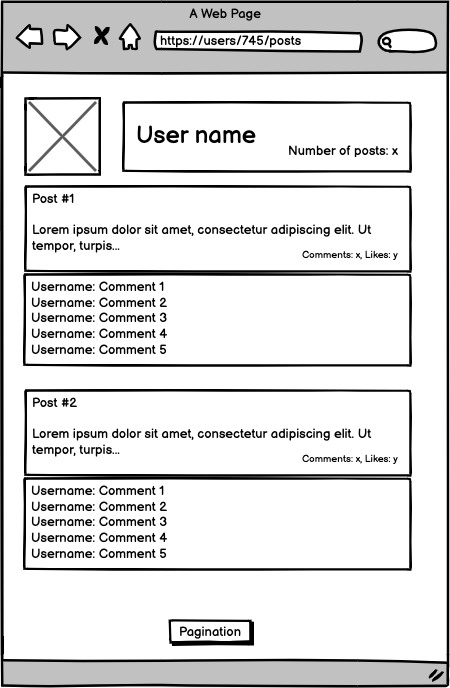 A Web Page
https://users/745/posts
User name
Number of posts: x
Post #1
Lorem ipsum dolor sit amet, consectetur adipiscing elit. Ut
tempor, turpis...
Comments: x, Likes: y
Username: Comment 1
Username: Comment 2
Username: Comment 3
Username: Comment 4
Username: Comment 5
Post #2
Lorem ipsum dolor sit amet, consectetur adipiscing elit. Ut
tempor, turpis...
Comments: x, Likes: y
Username: Comment 1
Username: Comment 2
Username: Comment 3
Username: Comment 4
Username: Comment 5
Pagination